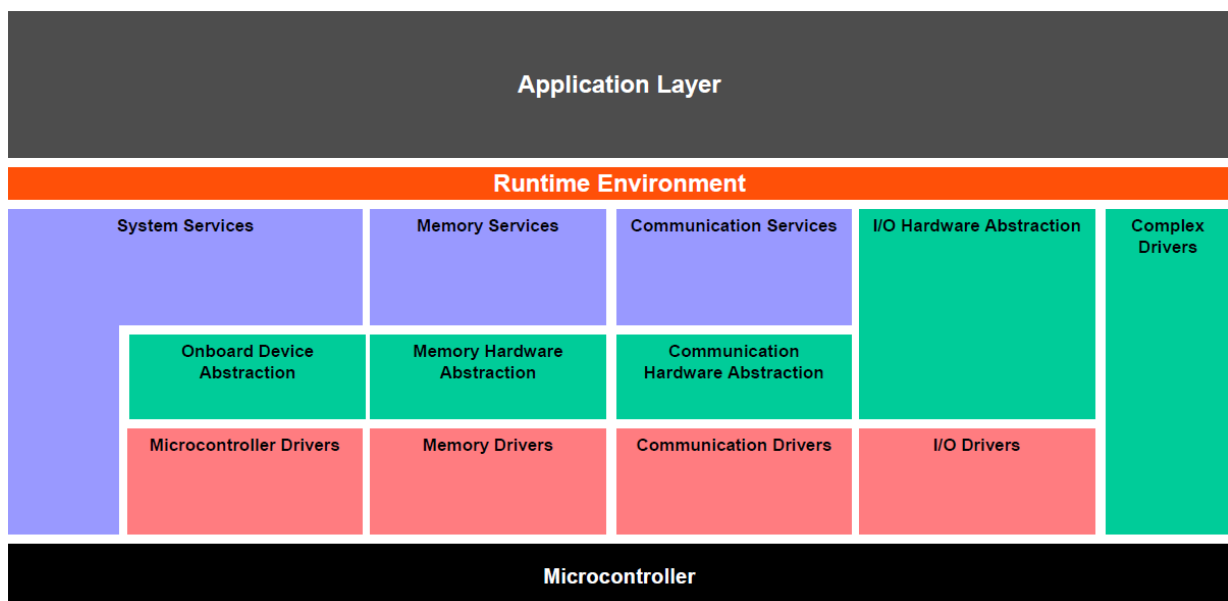 Application Layer
Runtime Environment
System Services
Memory Services
Communication Services
I/O Hardware Abstraction
Complex
Drivers
Onboard Device
Abstraction
Memory Hardware
Abstraction
Communication
Hardware Abstraction
Microcontroller Drivers
Memory Drivers
Communication Drivers
I/O Drivers
Microcontroller